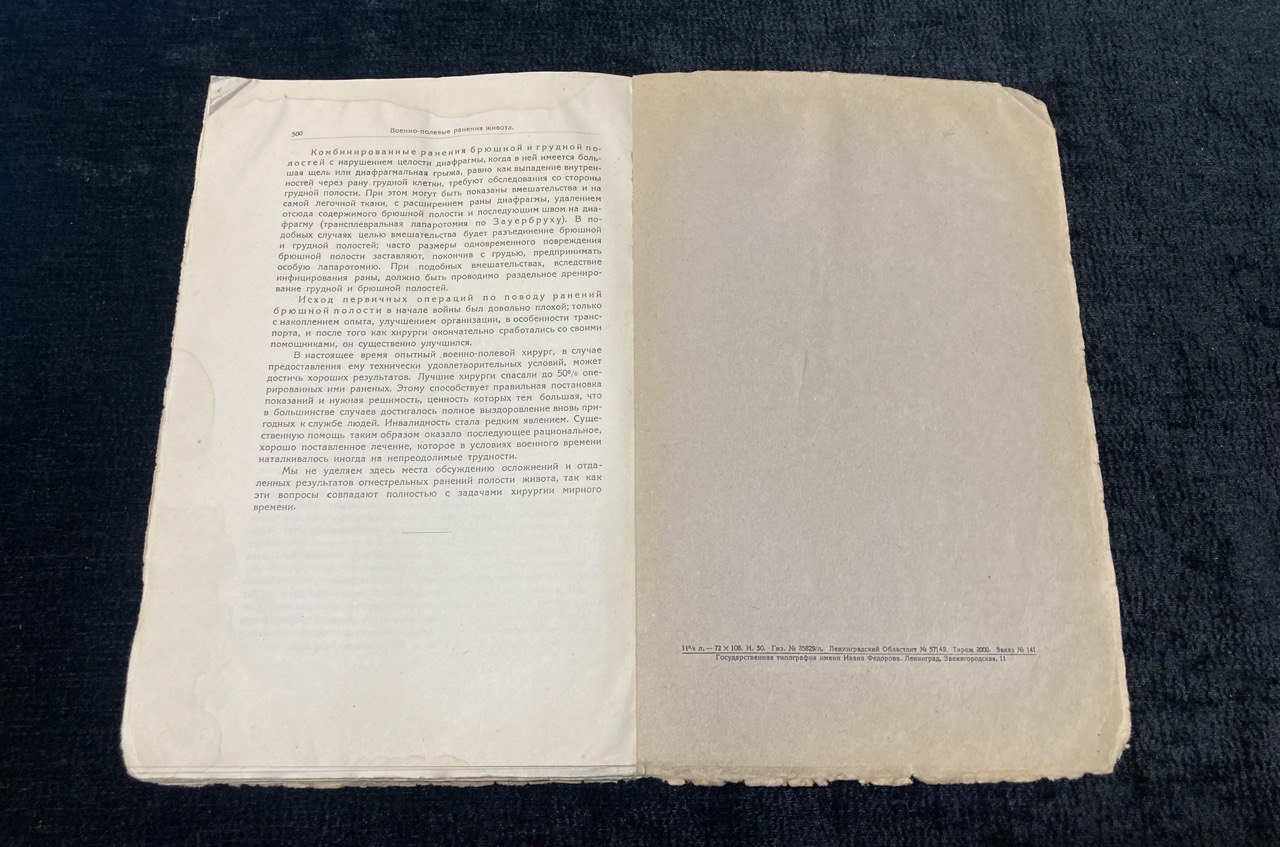 500
Военно-полевые ранения живота.
Комбинированные ранения брюшной и грудной по-
лостей с нарушением целости диафрагмы, когда в ней имеется боль-
шая щель или диафрагмальная грыжа, равно как выпадение внутрен-
ностей через рану грудной клетки, требуют обследования со стороны
грудной полости. При этом могут быть показаны вмешательства и на
самой легочной ткани, с расширением раны диафрагмы, удалением
отсюда содержимого брюшной полости и последующим швом на диа-
фрагму (трансплевральная лапаротомия по Зауербруху). В по-
добных случаях целью вмешательства будет разъединение брюшной
и грудной полостей; часто размеры одновременного повреждения
брюшной полости заставляют, покончив с грудью, предпринимать
особую лапаротомию. При подобных вмешательствах, вследствие
инфицирования раны, должно быть проводимо раздельное дрениро-
вание грудной и брюшной полостей.
Исход первичных операций по поводу ранений
брюшной полости в начале войны был довольно плохой; только
с накоплением опыта, улучшением организации, в особенности транс-
порта, и после того как хирурги окончательно сработались со своими
помощниками, он существенно улучшился.
В настоящее время опытный военно-полевой хирург, в случае
предоставления ему технически удовлетворительных условий, может
достичь хороших результатов. Лучшие хирурги спасали до 50% опе-
рированных ими раненых. Этому способствует правильная постановка
показаний и нужная решимость, ценность которых тем большая, что
в большинстве случаев достигалось полное выздоровление вновь при-
годных к службе людей. Инвалидность стала редким явлением. Суще-
ственную помощь таким образом оказало последующее рациональное,
хорошо поставленное лечение, которое в условиях военного времени
наталкивалось иногда на непреодолимые трудности.
Мы не уделяем здесь места обсуждению осложнений и отда-
ленных результатов огнестрельных ранений полости живота, так как
эти вопросы совпадают полностью с задачами хирургии мирного
времени.
11¾ л. — 72 × 108. Н. 50. Гиз. № 35829/л. Ленинградский Областлит № 57149. Тираж 2000. Заказ № 141
Государственная типография имени Ивана Федорова. Ленинград, Звенигородская, 11